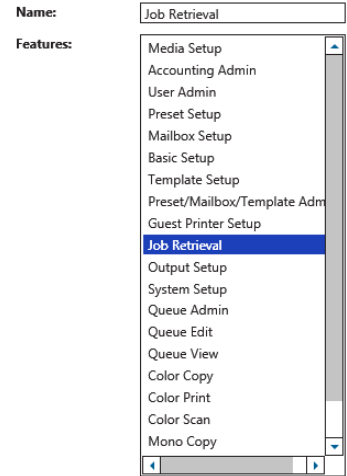 Name: Job Retrieval
Features:
Media Setup
Accounting Admin
User Admin
Preset Setup
Mailbox Setup
Basic Setup
Template Setup
Preset/Mailbox/Template Adm
Guest Printer Setup
Job Retrieval
Output Setup
System Setup
Queue Admin
Queue Edit
Queue View
Color Copy
Color Print
Color Scan
Mono Copy